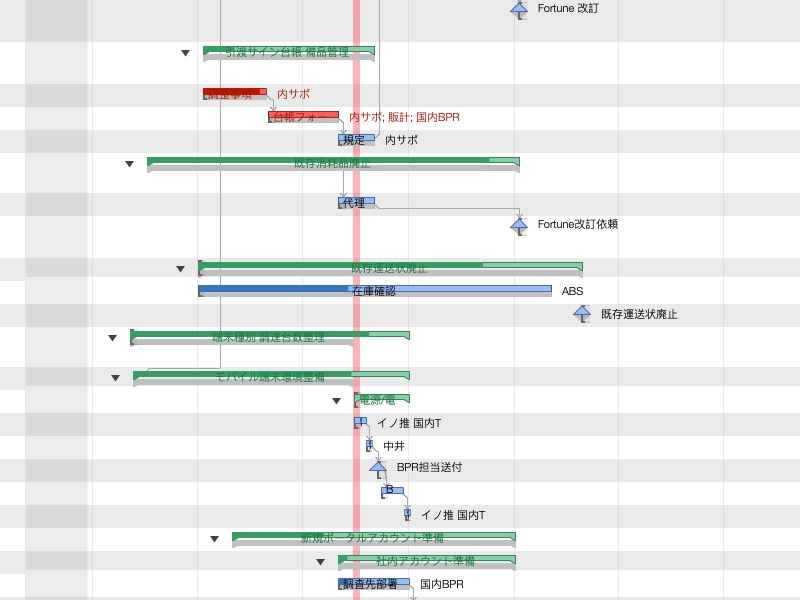 Fortune 改訂
引渡サイン台帳 備品管理
調整事項 内サポ
台帳フォー 内サポ; 販計; 国内BPR
規定 内サポ
既存消耗品廃止
代理
Fortune改訂依頼
既存運送状廃止
在庫確認 ABS
既存運送状廃止
端末種別 調達台数整理
モバイル端末環境整備
電源/電
イ イノ推 国内T
中井
BPR担当送付
B
イノ推 国内T
新規ポータルアカウント準備
社内アカウント準備
調査先部署 国内BPR